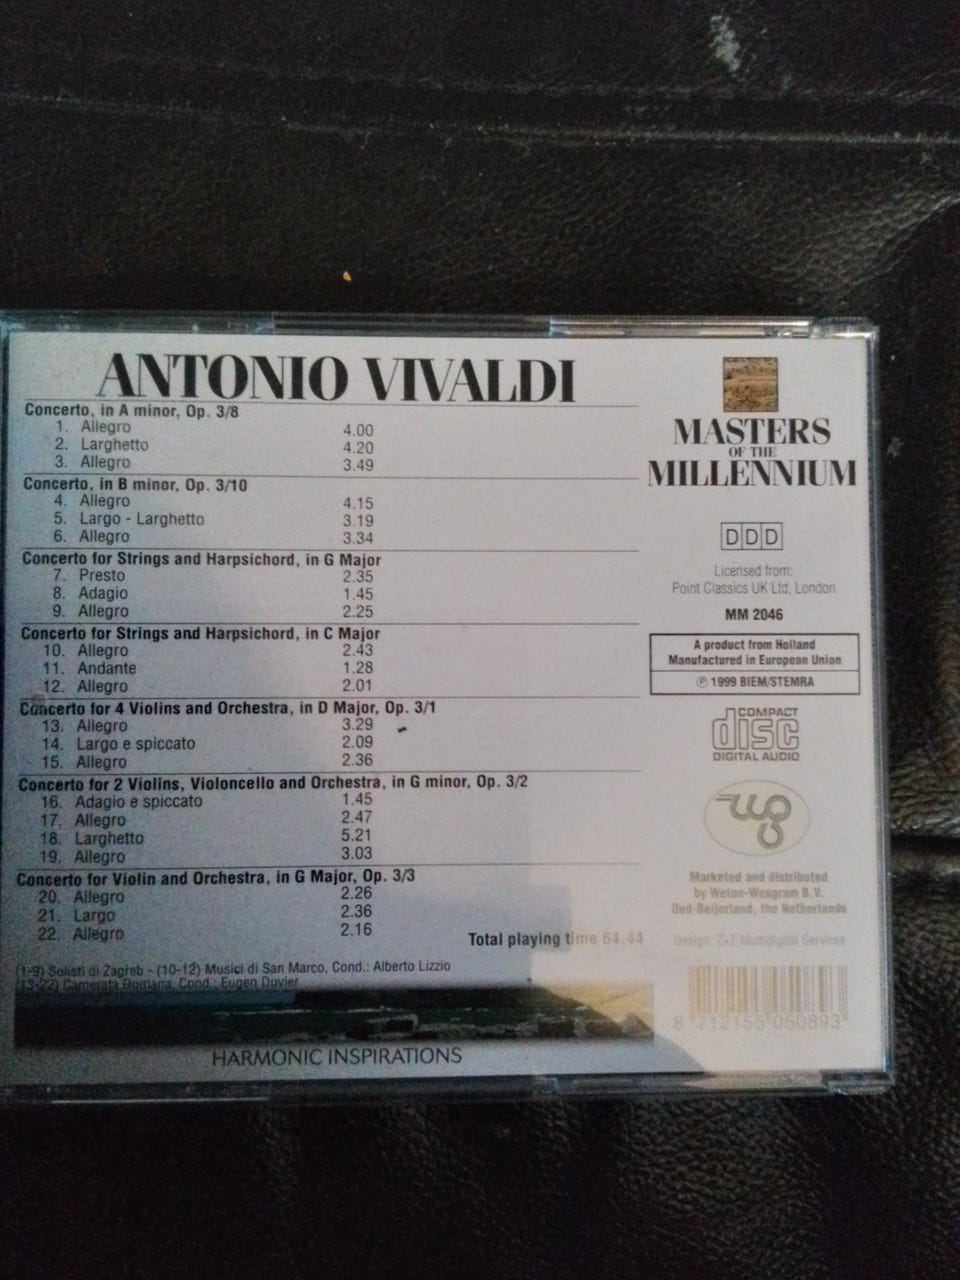 ANTONIO VIVALDI
Concerto, in A minor, Op. 3/8
1. Allegro 4.00
2. Larghetto 4.20
3. Allegro 3.49
Concerto, in B minor, Op. 3/10
4. Allegro 4.15
5. Largo - Larghetto 3.19
6. Allegro 3.34
Concerto for Strings and Harpsichord, in G Major
7. Presto 2.35
8. Adagio 1.45
9. Allegro 2.25
Concerto for Strings and Harpsichord, in C Major
10. Allegro 2.43
11. Andante 1.28
12. Allegro 2.01
Concerto for 4 Violins and Orchestra, in D Major, Op. 3/1
13. Allegro 3.29
14. Largo e spiccato 2.09
15. Allegro 2.36
Concerto for 2 Violins, Violoncello and Orchestra, in G minor, Op. 3/2
16. Adagio e spiccato 1.45
17. Allegro 2.47
18. Larghetto 5.21
19. Allegro 3.03
Concerto for Violin and Orchestra, in G Major, Op. 3/3
20. Allegro 2.26
21. Largo 2.36
22. Allegro 2.16
Total playing time 64.44
(1-9) Solisti di Zagreb - (10-12) Musici di San Marco, Cond.: Alberto Lizzio
(13-22) Camerata Romana, Cond.: Eugen Duvier
HARMONIC INSPIRATIONS
MASTERS
OF THE
MILLENNIUM
DDD
Licensed from:
Point Classics UK Ltd, London
MM 2046
A product from Holland
Manufactured in European Union
℗ 1999 BIEM/STEMRA
COMPACT
disc
DIGITAL AUDIO
wg
Marketed and distributed
by Weton-Wesgram B.V.
Oud-Beijerland, the Netherlands
Design: Z+Z Multidigital Services
8 712155 050893